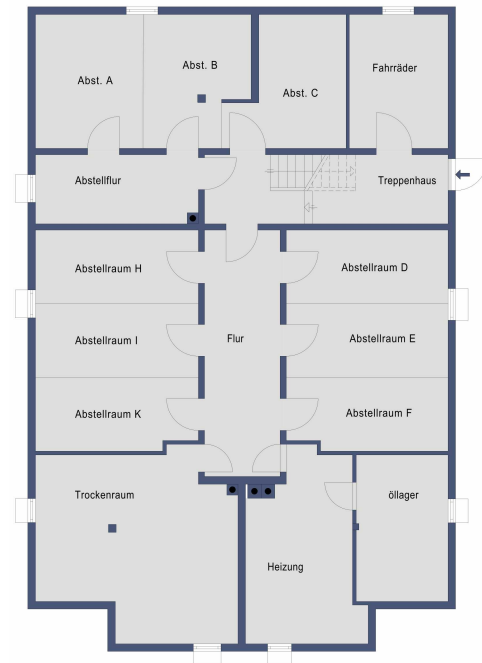 Abst. A
Abst. B
Abst. C
Fahrräder
Abstellflur
Treppenhaus
Abstellraum H
Abstellraum D
Abstellraum I
Flur
Abstellraum E
Abstellraum K
Abstellraum F
Trockenraum
öllager
Heizung